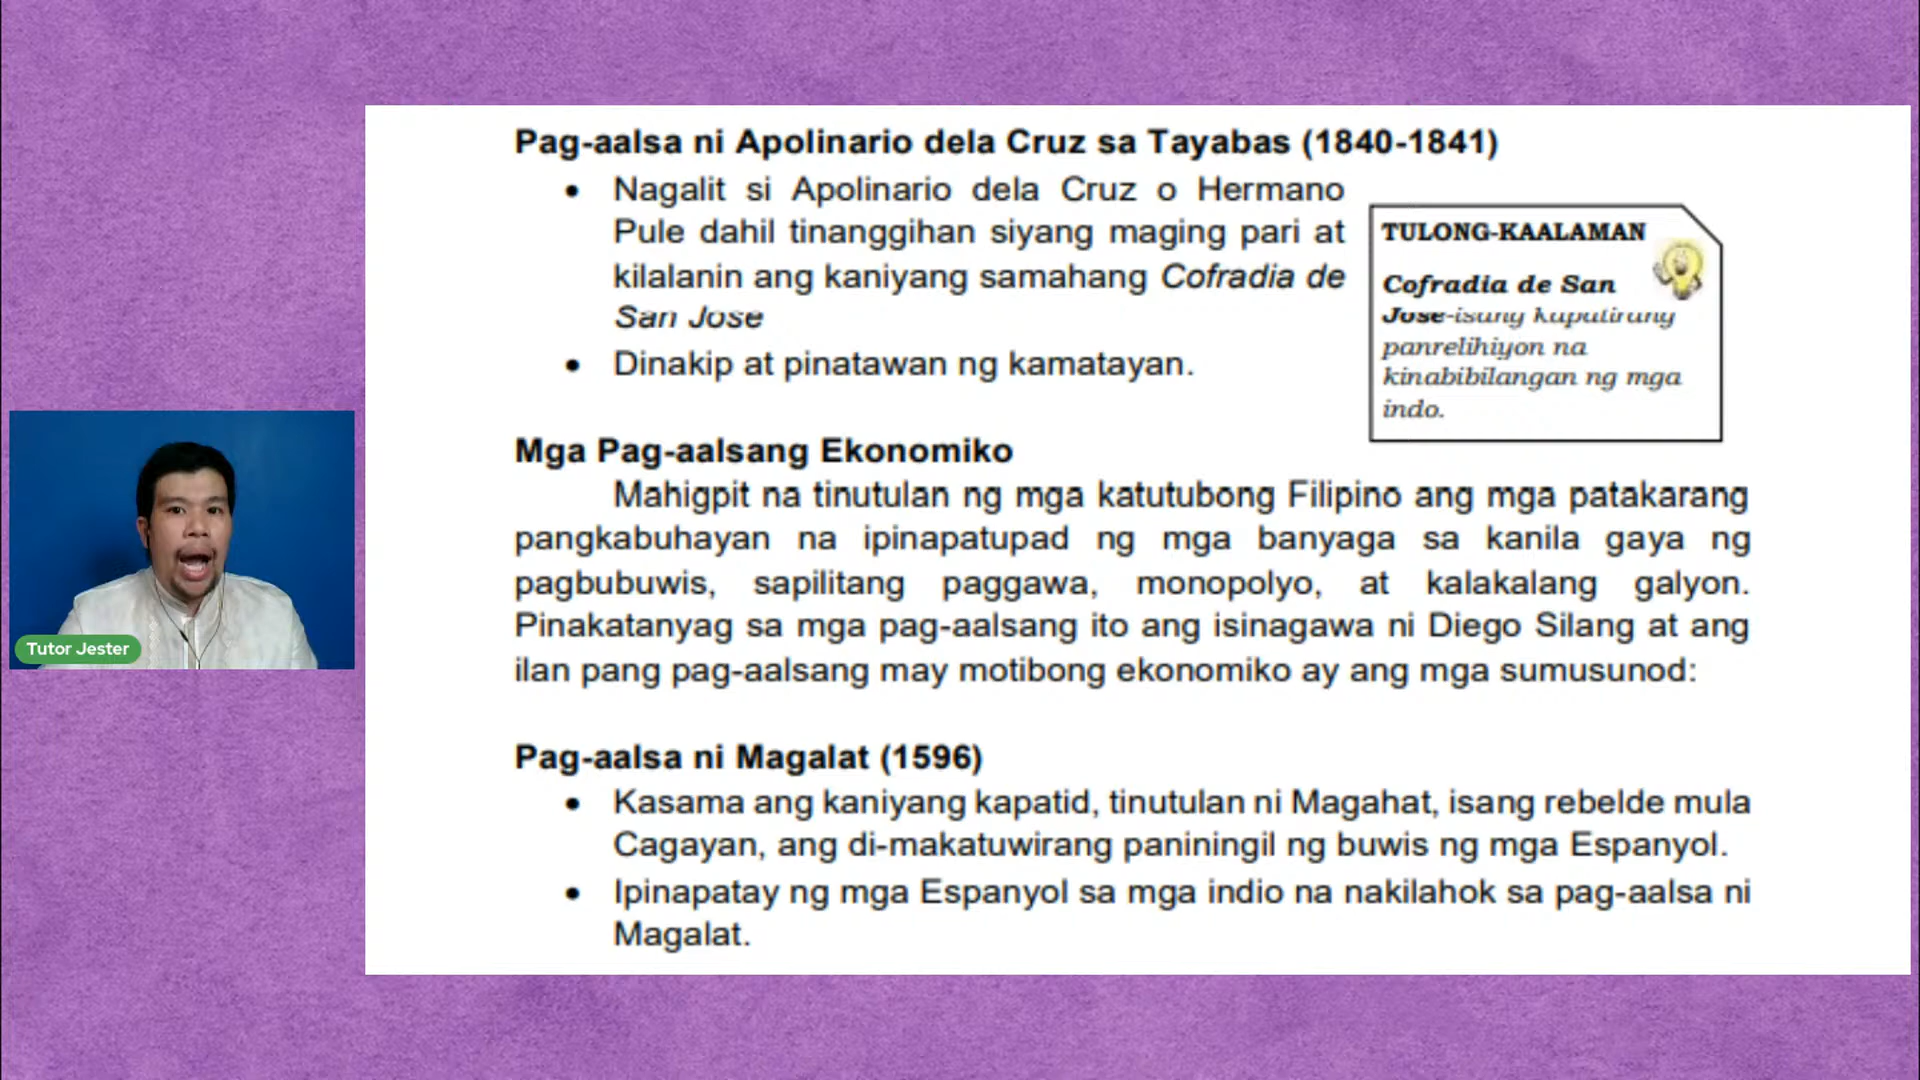 Pag-aalsa ni Apolinario dela Cruz sa Tayabas (1840-1841)
• Nagalit si Apolinario dela Cruz o Hermano
Pule dahil tinanggihan siyang maging pari at
kilalanin ang kaniyang samahang Cofradia de
San Jose
• Dinakip at pinatawan ng kamatayan.
TULONG-KAALAMAN
Cofradia de San
Jose-isang kapatirang
panrelihiyon na
kinabibilangan ng mga
indo.
Mga Pag-aalsang Ekonomiko
Mahigpit na tinutulan ng mga katutubong Filipino ang mga patakarang
pangkabuhayan na ipinapatupad ng mga banyaga sa kanila gaya ng
pagbubuwis, sapilitang paggawa, monopolyo, at kalakalang galyon.
Pinakatanyag sa mga pag-aalsang ito ang isinagawa ni Diego Silang at ang
ilan pang pag-aalsang may motibong ekonomiko ay ang mga sumusunod:
Pag-aalsa ni Magalat (1596)
• Kasama ang kaniyang kapatid, tinutulan ni Magahat, isang rebelde mula
Cagayan, ang di-makatuwirang paniningil ng buwis ng mga Espanyol.
• Ipinapatay ng mga Espanyol sa mga indio na nakilahok sa pag-aalsa ni
Magalat.
Tutor Jester